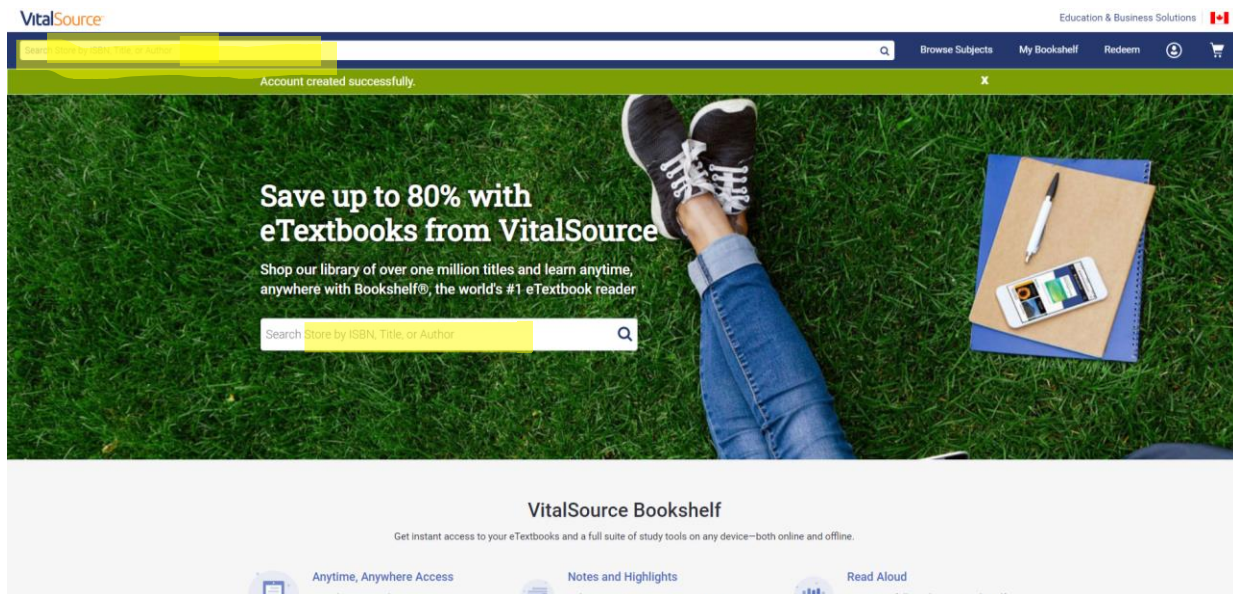 VitalSource
Education & Business Solutions
Search Store by ISBN, Title, or Author
Browse Subjects
My Bookshelf
Redeem
Account created successfully.
x
Save up to 80% with
eTextbooks from VitalSource
Shop our library of over one million titles and learn anytime,
anywhere with Bookshelf®, the world's #1 eTextbook reader
Search Store by ISBN, Title, or Author
VitalSource Bookshelf
Get instant access to your eTextbooks and a full suite of study tools on any device—both online and offline.
Anytime, Anywhere Access
Notes and Highlights
Read Aloud